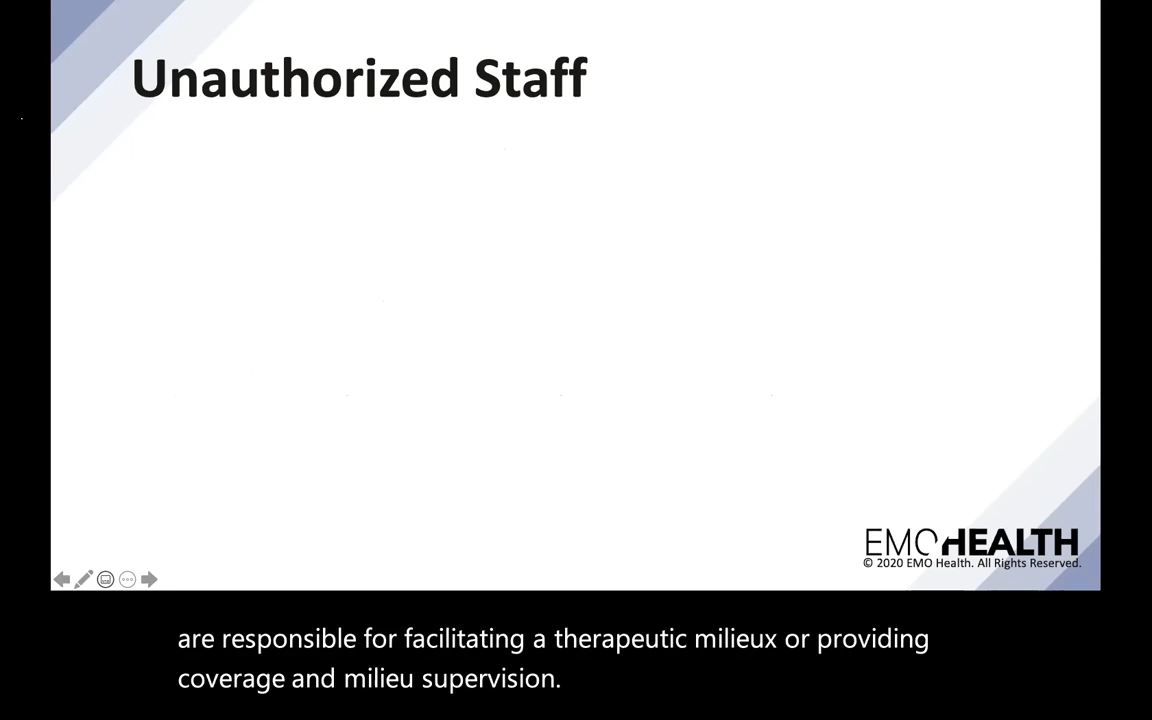 Unauthorized Staff
EMOHEALTH
© 2020 EMO Health. All Rights Reserved.
are responsible for facilitating a therapeutic milieux or providing
coverage and milieu supervision.